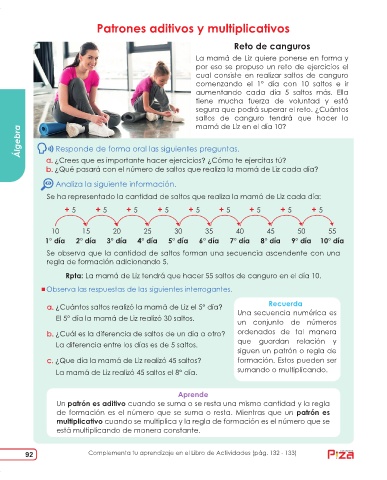 Patrones aditivos y multiplicativos
Reto de canguros
La mamá de Liz quiere ponerse en forma y
por eso se propuso un reto de ejercicios el
cual consiste en realizar saltos de canguro
comenzando el 1° día con 10 saltos e ir
aumentando cada día 5 saltos más. Ella
tiene mucha fuerza de voluntad y está
segura que podrá superar el reto. ¿Cuántos
saltos de canguro tendrá que hacer la
mamá de Liz en el día 10?
Álgebra
Responde de forma oral las siguientes preguntas.
a. ¿Crees que es importante hacer ejercicios? ¿Cómo te ejercitas tú?
b. ¿Qué pasará con el número de saltos que realiza la mamá de Liz cada día?
Analiza la siguiente información.
Se ha representado la cantidad de saltos que realiza la mamá de Liz cada día:
+ 5 + 5 + 5 + 5 + 5 + 5 + 5 + 5 + 5
10 15 20 25 30 35 40 45 50 55
1° día 2° día 3° día 4° día 5° día 6° día 7° día 8° día 9° día 10° día
Se observa que la cantidad de saltos forman una secuencia ascendente con una
regla de formación adicionando 5.
Rpta: La mamá de Liz tendrá que hacer 55 saltos de canguro en el día 10.
Observa las respuestas de las siguientes interrogantes.
a. ¿Cuántos saltos realizó la mamá de Liz el 5° día?
El 5° día la mamá de Liz realizó 30 saltos.
b. ¿Cuál es la diferencia de saltos de un día a otro?
La diferencia entre los días es de 5 saltos.
c. ¿Que día la mamá de Liz realizó 45 saltos?
La mamá de Liz realizó 45 saltos el 8° día.
Recuerda
Una secuencia numérica es
un conjunto de números
ordenados de tal manera
que guardan relación y
siguen un patrón o regla de
formación. Estos pueden ser
sumando o multiplicando.
Aprende
Un patrón es aditivo cuando se suma o se resta una misma cantidad y la regla
de formación es el número que se suma o resta. Mientras que un patrón es
multiplicativo cuando se multiplica y la regla de formación es el número que se
está multiplicando de manera constante.
92
Complementa tu aprendizaje en el Libro de Actividades (pág. 132 - 133)
Piza